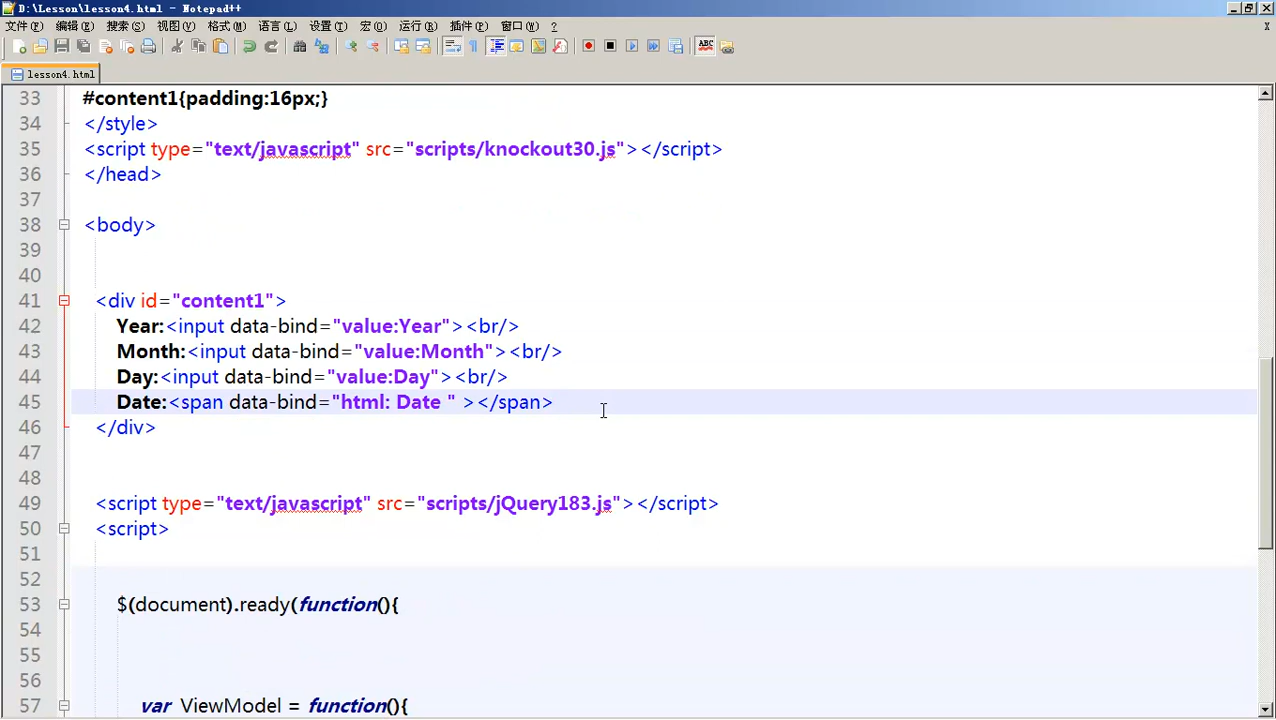 D:\Lesson\lesson4.html - Notepad++
文件(F) 编辑(E) 搜索(S) 视图(V) 格式(M) 语言(L) 设置(T) 宏(O) 运行(R) 插件(P) 窗口(W) ? X
lesson4.html
33 #content1{padding:16px;}
34 </style>
35 <script type="text/javascript" src="scripts/knockout30.js"></script>
36 </head>
37
38 <body>
39
40
41 <div id="content1">
42 Year:<input data-bind="value:Year"><br/>
43 Month:<input data-bind="value:Month"><br/>
44 Day:<input data-bind="value:Day"><br/>
45 Date:<span data-bind="html: Date " ></span>
46 </div>
47
48
49 <script type="text/javascript" src="scripts/jQuery183.js"></script>
50 <script>
51
52
53 $(document).ready(function(){
54
55
56
57 var ViewModel = function(){